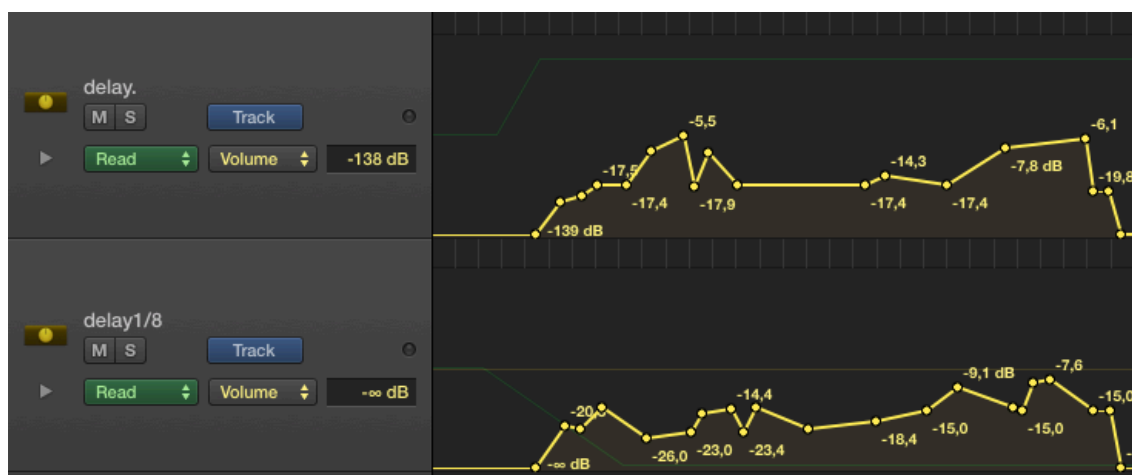 delay.
M S Track
Read Volume -138 dB
-139 dB -17,5 -17,4 -5,5 -17,9 -17,4 -14,3 -17,4 -7,8 dB -6,1 -19,8
delay1/8
M S Track
Read Volume -∞ dB
-∞ dB -26,0 -23,0 -14,4 -23,4 -18,4 -15,0 -9,1 dB -15,0 -7,6 -15,0